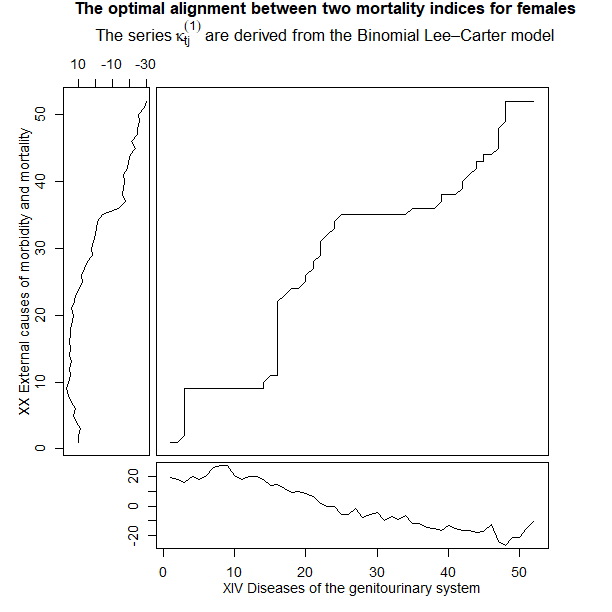 The optimal alignment between two mortality indices for females
The series κtj(1) are derived from the Binomial Lee–Carter model
10 -10 -30
XX External causes of morbidity and mortality
50
40
30
20
10
0
20
0
-20
0 10 20 30 40 50
XIV Diseases of the genitourinary system